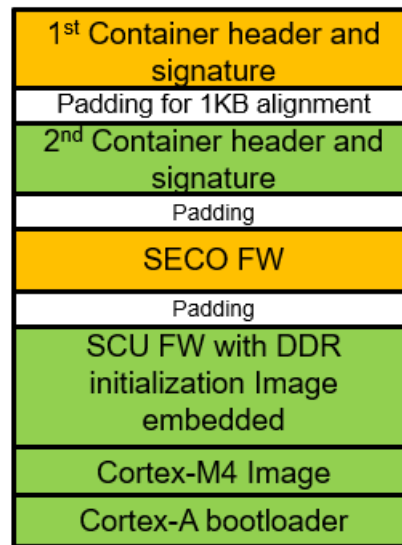 1st Container header and
signature
Padding for 1KB alignment
2nd Container header and
signature
Padding
SECO FW
Padding
SCU FW with DDR
initialization Image
embedded
Cortex-M4 Image
Cortex-A bootloader